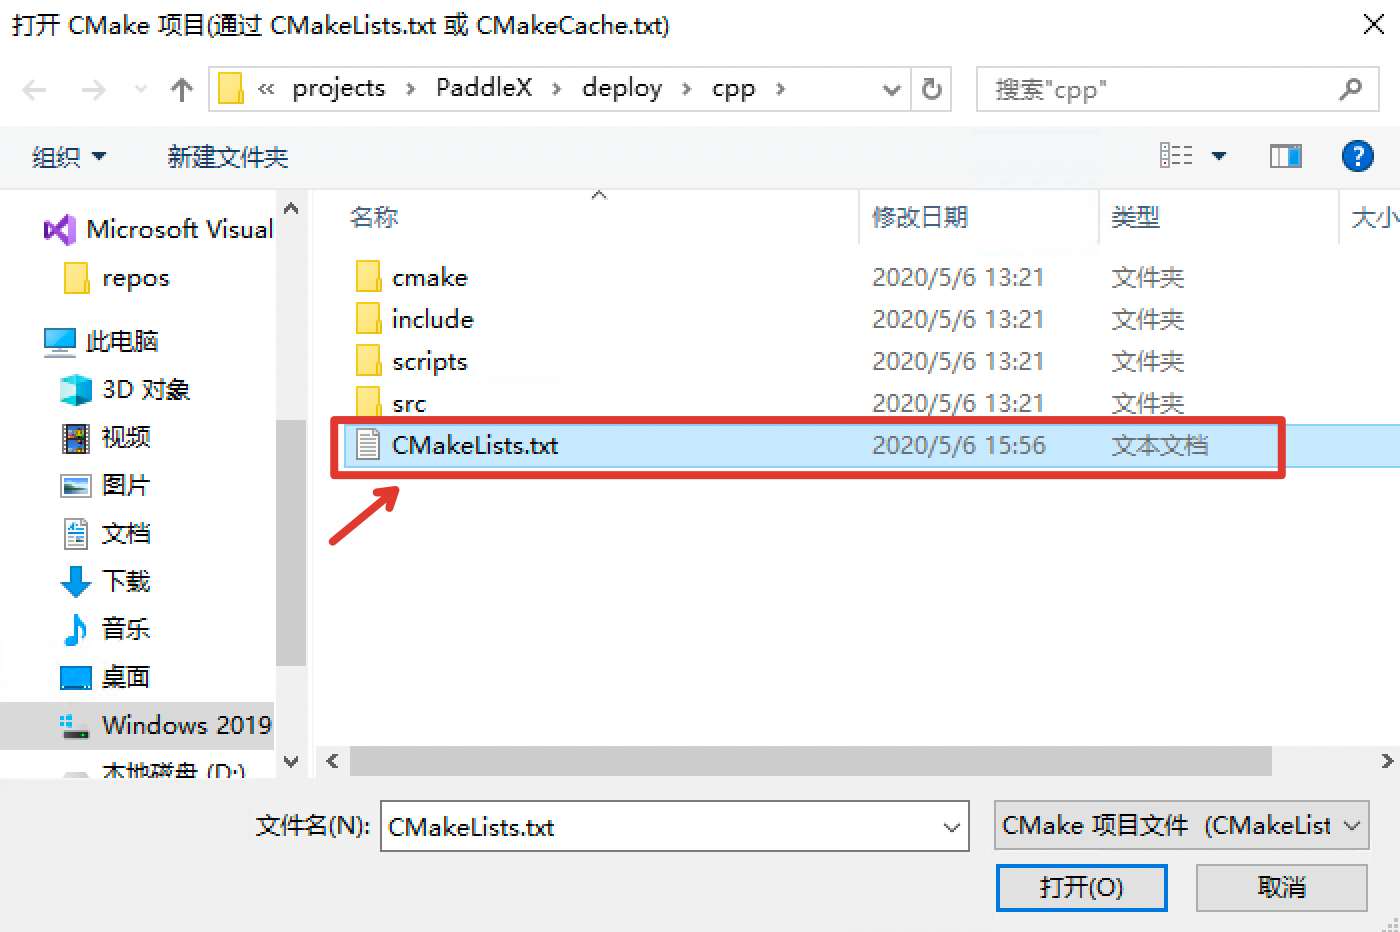 打开 CMake 项目(通过 CMakeLists.txt 或 CMakeCache.txt)
« projects › PaddleX › deploy › cpp ›
搜索"cpp"
组织
新建文件夹
?
Microsoft Visual
repos
此电脑
3D 对象
视频
图片
文档
下载
音乐
桌面
Windows 2019
本地磁盘 (D:)
名称 修改日期 类型 大小
cmake 2020/5/6 13:21 文件夹
include 2020/5/6 13:21 文件夹
scripts 2020/5/6 13:21 文件夹
src 2020/5/6 13:21 文件夹
CMakeLists.txt 2020/5/6 15:56 文本文档
文件名(N): CMakeLists.txt
CMake 项目文件 (CMakeList
打开(O)
取消